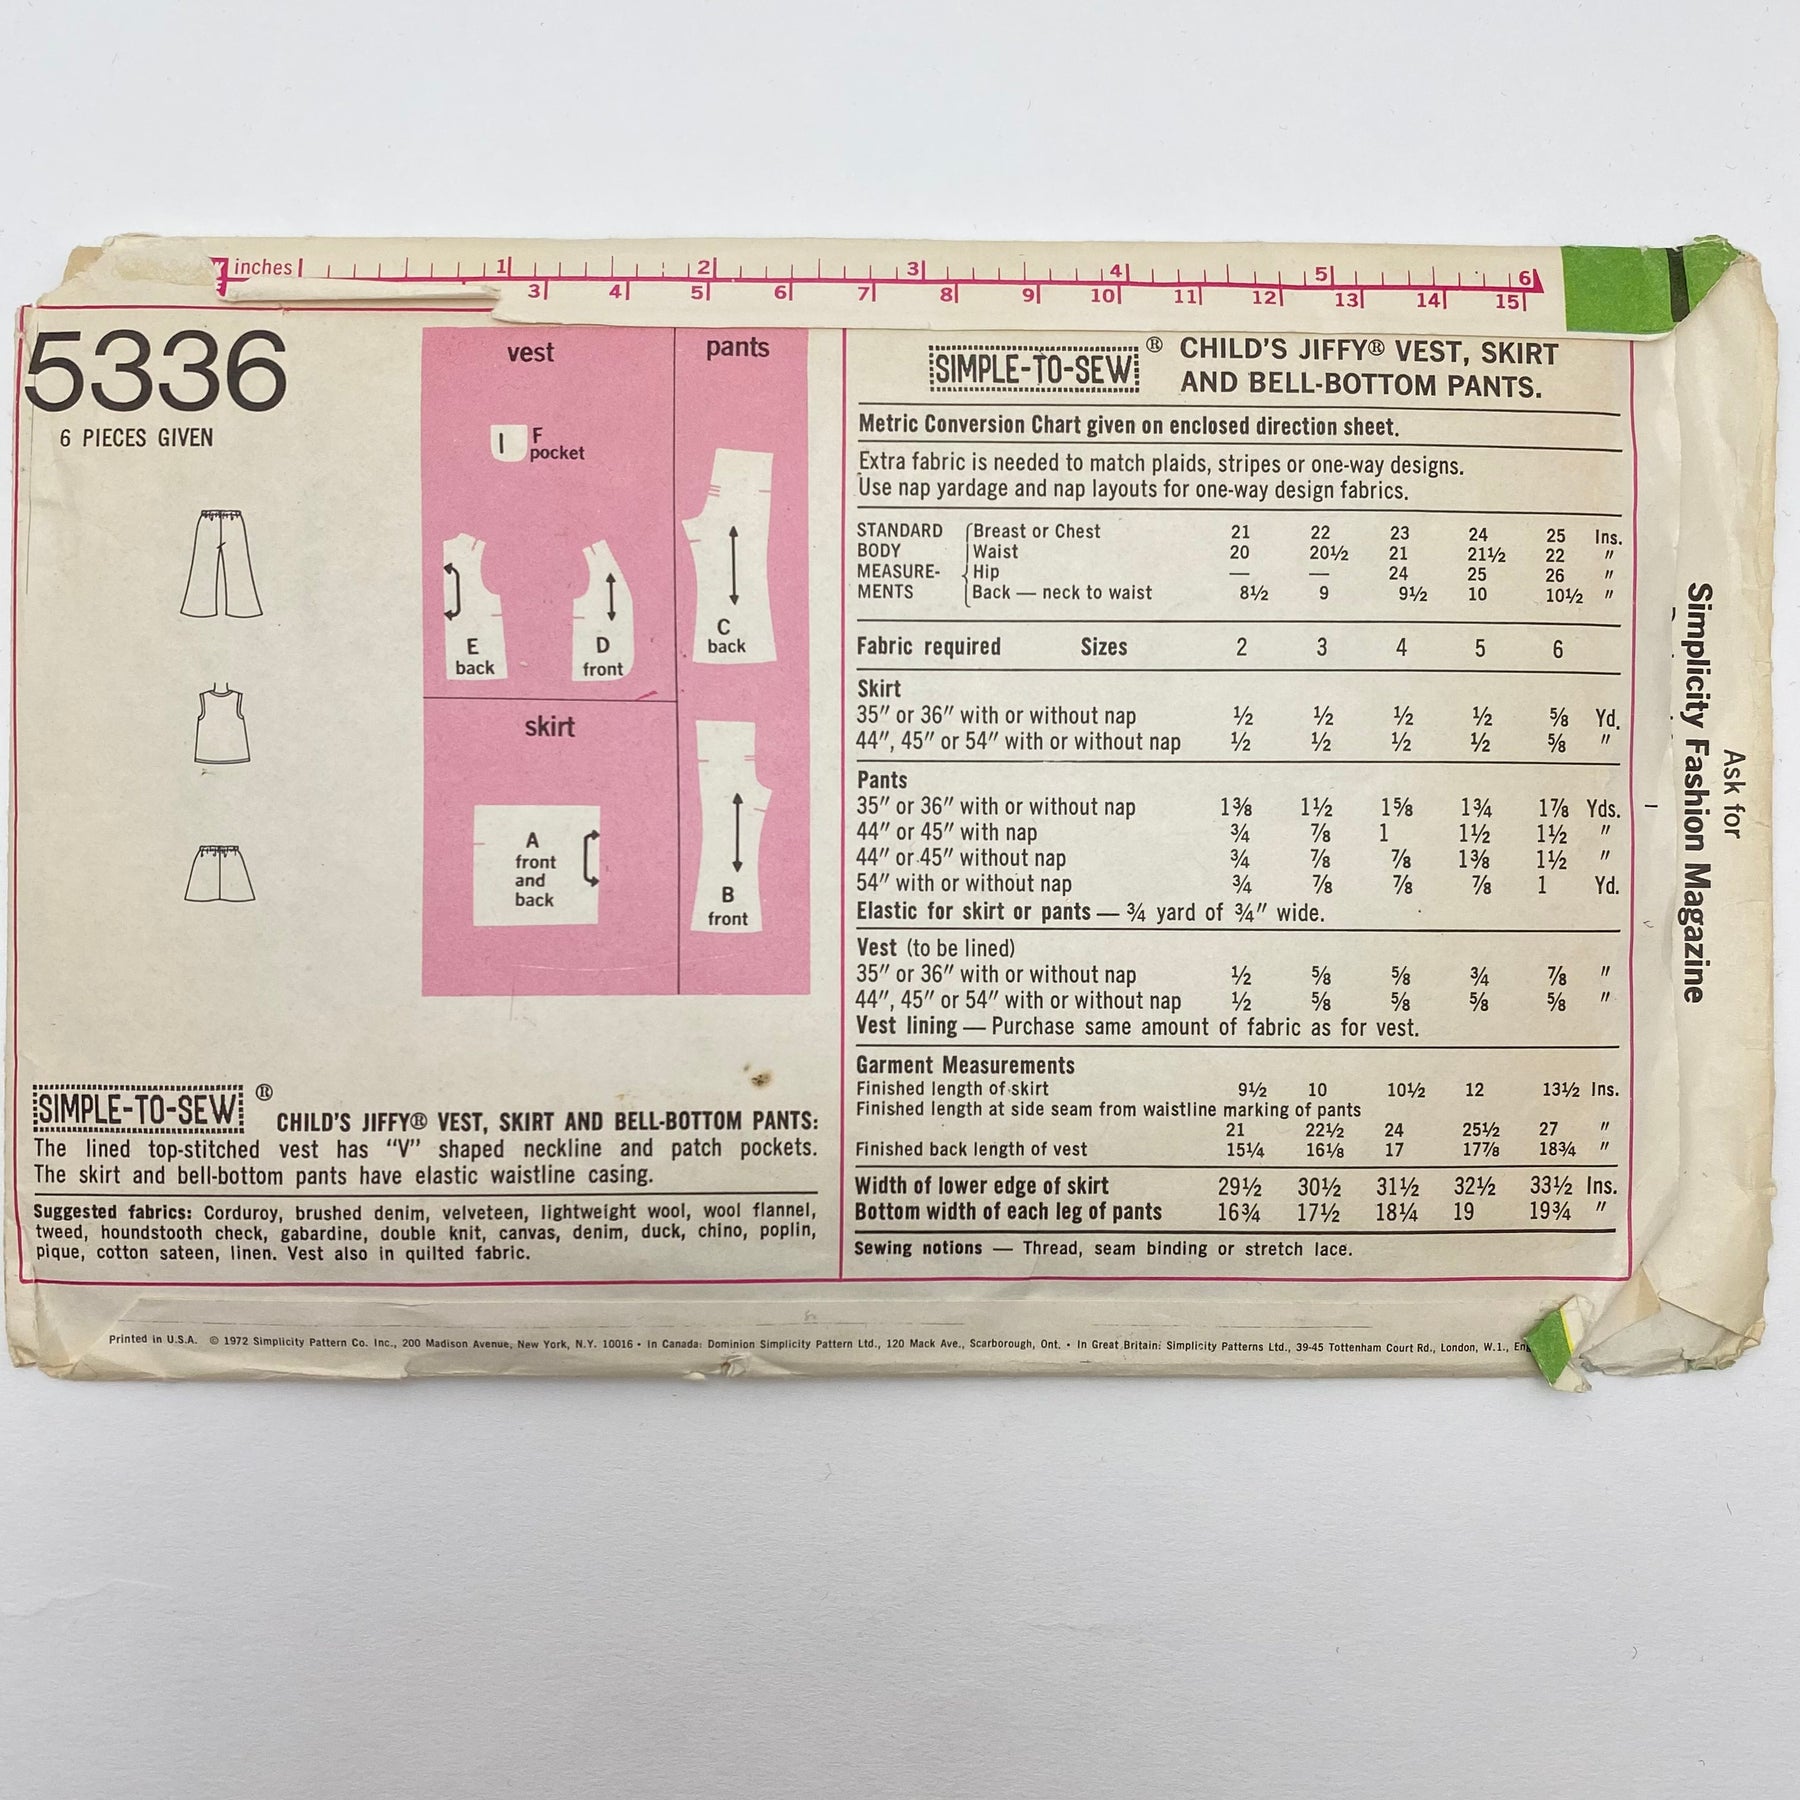 inches 1 2 3 4 5 6
3 4 5 6 7 8 9 10 11 12 13 14 15
5336
6 PIECES GIVEN
vest
F
pocket
E
back
D
front
pants
C
back
B
front
skirt
A
front
and
back
SIMPLE-TO-SEW® CHILD'S JIFFY® VEST, SKIRT AND BELL-BOTTOM PANTS:
The lined top-stitched vest has "V" shaped neckline and patch pockets.
The skirt and bell-bottom pants have elastic waistline casing.
Suggested fabrics: Corduroy, brushed denim, velveteen, lightweight wool, wool flannel,
tweed, houndstooth check, gabardine, double knit, canvas, denim, duck, chino, poplin,
pique, cotton sateen, linen. Vest also in quilted fabric.
SIMPLE-TO-SEW® CHILD'S JIFFY® VEST, SKIRT
AND BELL-BOTTOM PANTS.
Metric Conversion Chart given on enclosed direction sheet.
Extra fabric is needed to match plaids, stripes or one-way designs.
Use nap yardage and nap layouts for one-way design fabrics.
STANDARD Breast or Chest 21 22 23 24 25 Ins.
BODY Waist 20 20½ 21 21½ 22 "
MEASURE- Hip — — 24 25 26 "
MENTS Back — neck to waist 8½ 9 9½ 10 10½ "
Fabric required Sizes 2 3 4 5 6
Skirt
35" or 36" with or without nap ½ ½ ½ ½ ⅝ Yd.
44", 45" or 54" with or without nap ½ ½ ½ ½ ⅝ "
Pants
35" or 36" with or without nap 1⅜ 1½ 1⅝ 1¾ 1⅞ Yds.
44" or 45" with nap ¾ ⅞ 1 1½ 1½ "
44" or 45" without nap ¾ ⅞ ⅞ 1⅜ 1½ "
54" with or without nap ¾ ⅞ ⅞ ⅞ 1 Yd.
Elastic for skirt or pants — ¾ yard of ¾" wide.
Vest (to be lined)
35" or 36" with or without nap ½ ⅝ ⅝ ¾ ⅞ "
44", 45" or 54" with or without nap ½ ⅝ ⅝ ⅝ ⅝ "
Vest lining — Purchase same amount of fabric as for vest.
Garment Measurements
Finished length of skirt 9½ 10 10½ 12 13½ Ins.
Finished length at side seam from waistline marking of pants
21 22½ 24 25½ 27 "
Finished back length of vest 15¼ 16⅛ 17 17⅞ 18¾ "
Width of lower edge of skirt 29½ 30½ 31½ 32½ 33½ Ins.
Bottom width of each leg of pants 16¾ 17½ 18¼ 19 19¾ "
Sewing notions — Thread, seam binding or stretch lace.
Ask for
Simplicity Fashion Magazine
Printed in U.S.A. © 1972 Simplicity Pattern Co. Inc., 200 Madison Avenue, New York, N.Y. 10016 • In Canada: Dominion Simplicity Pattern Ltd., 120 Mack Ave., Scarborough, Ont. • In Great Britain: Simplicity Patterns Ltd., 39-45 Tottenham Court Rd., London, W.1.,